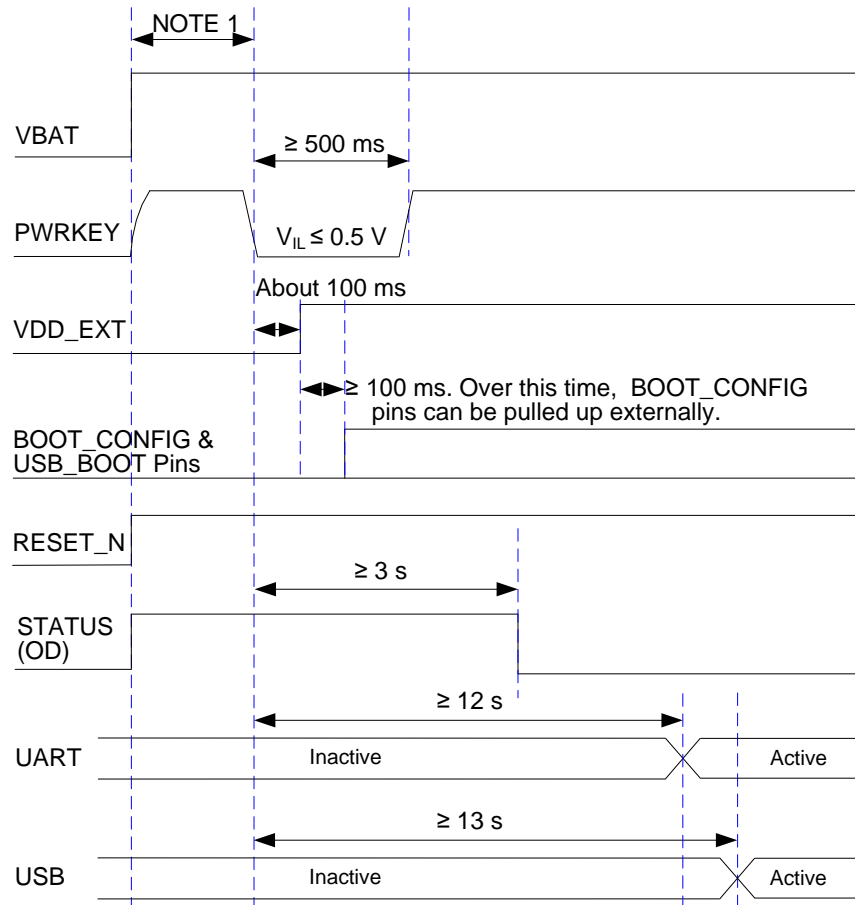 NOTE 1
VBAT
≥ 500 ms
PWRKEY
VIL ≤ 0.5 V
About 100 ms
VDD_EXT
≥ 100 ms. Over this time, BOOT_CONFIG
pins can be pulled up externally.
BOOT_CONFIG &
USB_BOOT Pins
RESET_N
≥ 3 s
STATUS
(OD)
≥ 12 s
UART
Inactive
Active
≥ 13 s
USB
Inactive
Active